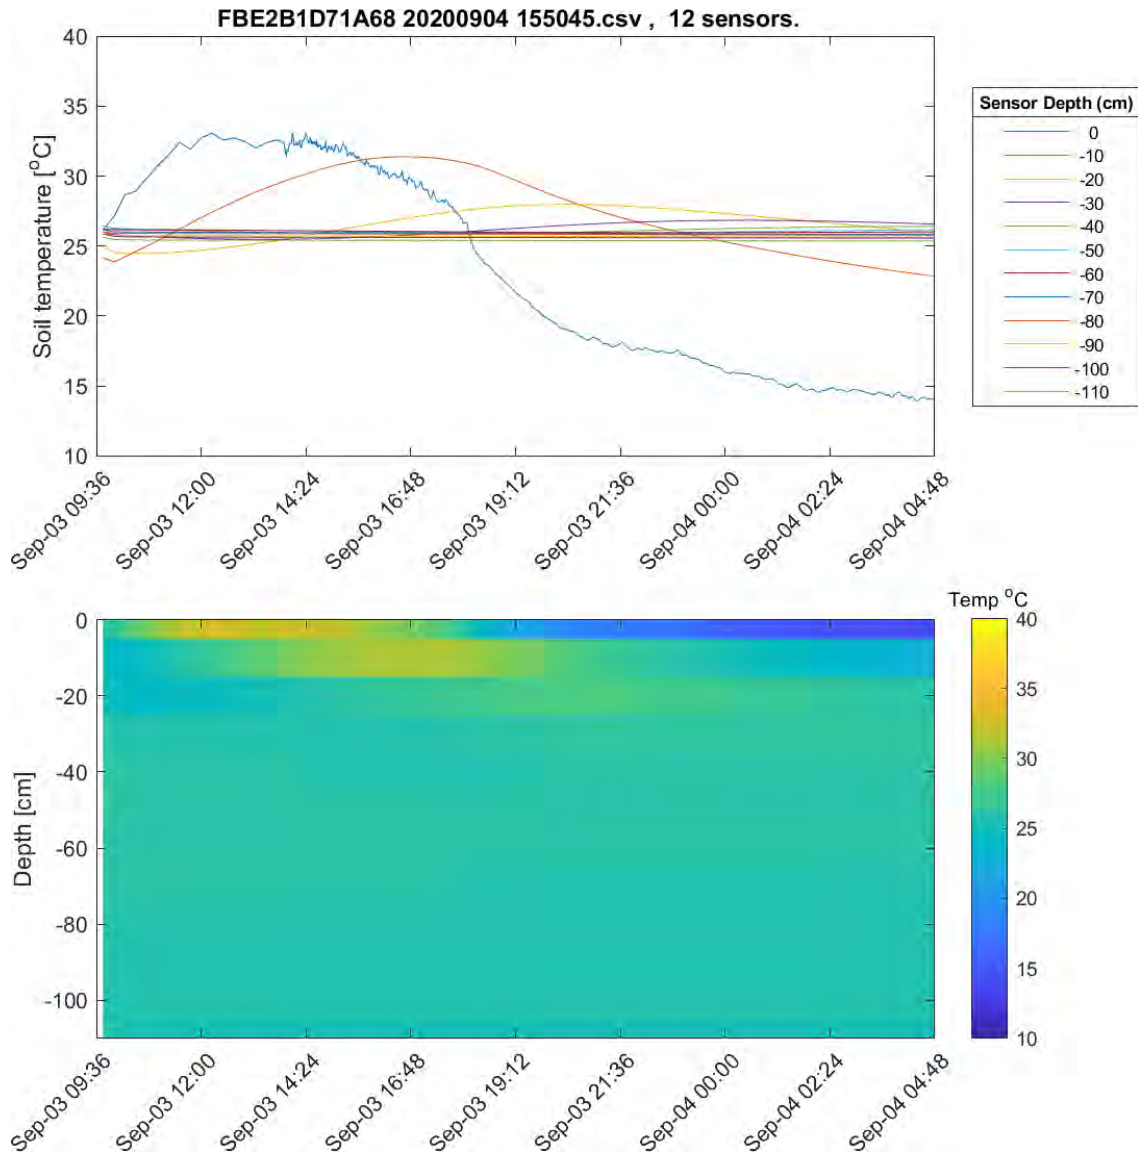 FBE2B1D71A68 20200904 155045.csv ,  12 sensors.
40
35
30
25
20
15
10
Soil temperature [°C]
Sep-03 09:36
Sep-03 12:00
Sep-03 14:24
Sep-03 16:48
Sep-03 19:12
Sep-03 21:36
Sep-04 00:00
Sep-04 02:24
Sep-04 04:48
Sensor Depth (cm)
0
-10
-20
-30
-40
-50
-60
-70
-80
-90
-100
-110
0
-20
-40
-60
-80
-100
Depth [cm]
Sep-03 09:36
Sep-03 12:00
Sep-03 14:24
Sep-03 16:48
Sep-03 19:12
Sep-03 21:36
Sep-04 00:00
Sep-04 02:24
Sep-04 04:48
Temp °C
40
35
30
25
20
15
10